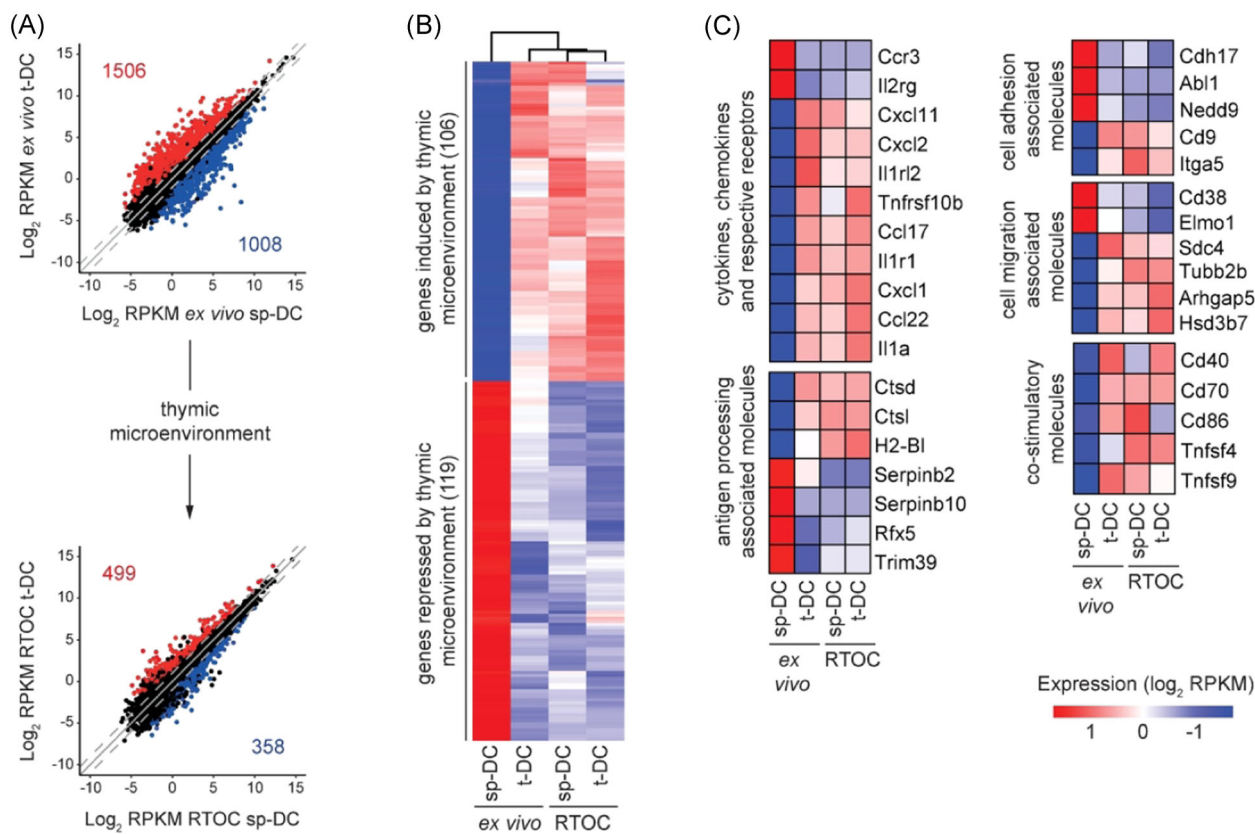 (A)
15
10
5
0
-5
-10
1506
1008
-10 -5 0 5 10 15
Log2 RPKM ex vivo t-DC
Log2 RPKM ex vivo sp-DC
thymic
microenvironment
15
10
5
0
-5
-10
499
358
-10 -5 0 5 10 15
Log2 RPKM RTOC t-DC
Log2 RPKM RTOC sp-DC
(B)
genes induced by thymic
microenvironment (106)
genes repressed by thymic
microenvironment (119)
sp-DC
t-DC
sp-DC
t-DC
ex vivo
RTOC
(C)
cytokines, chemokines
and respective receptors
Ccr3
Il2rg
Cxcl11
Cxcl2
Il1rl2
Tnfrsf10b
Ccl17
Il1r1
Cxcl1
Ccl22
Il1a
antigen processing
associated molecules
Ctsd
Ctsl
H2-Bl
Serpinb2
Serpinb10
Rfx5
Trim39
sp-DC
t-DC
sp-DC
t-DC
ex
vivo
RTOC
cell adhesion
associated
molecules
Cdh17
Abl1
Nedd9
Cd9
Itga5
cell migration
associated
molecules
Cd38
Elmo1
Sdc4
Tubb2b
Arhgap5
Hsd3b7
co-stimulatory
molecules
Cd40
Cd70
Cd86
Tnfsf4
Tnfsf9
sp-DC
t-DC
sp-DC
t-DC
ex
vivo
RTOC
Expression (log2 RPKM)
1 0 -1